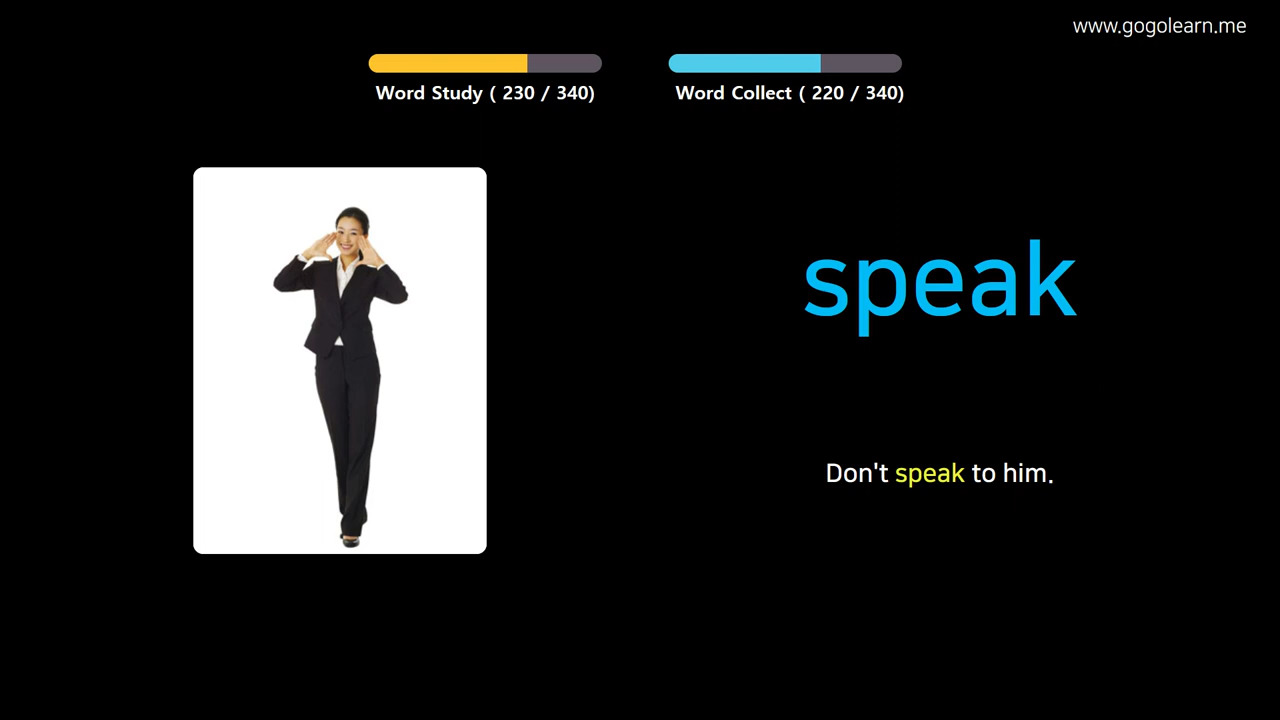 www.gogolearn.me
Word Study ( 230 / 340)
Word Collect ( 220 / 340)
speak
Don't speak to him.